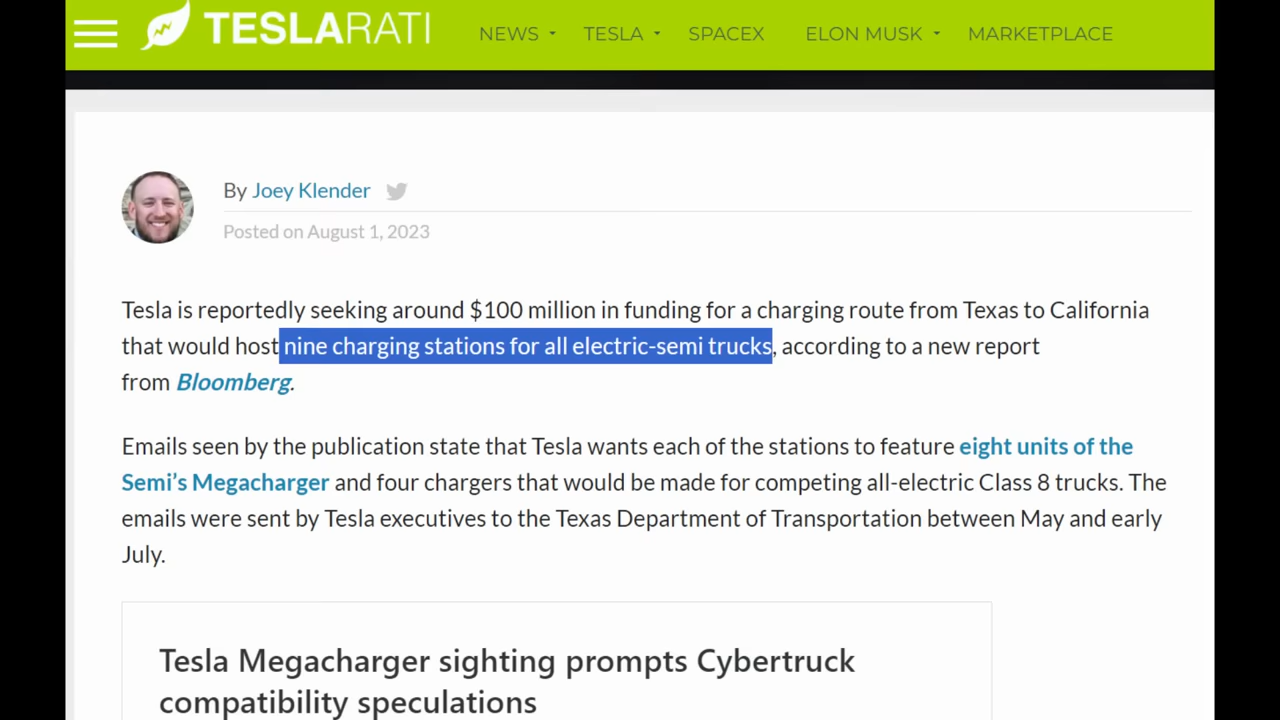 TESLARATI
NEWS TESLA SPACEX ELON MUSK MARKETPLACE
By Joey Klender
Posted on August 1, 2023
Tesla is reportedly seeking around $100 million in funding for a charging route from Texas to California
that would host nine charging stations for all electric-semi trucks, according to a new report
from Bloomberg.
Emails seen by the publication state that Tesla wants each of the stations to feature eight units of the
Semi’s Megacharger and four chargers that would be made for competing all-electric Class 8 trucks. The
emails were sent by Tesla executives to the Texas Department of Transportation between May and early
July.
Tesla Megacharger sighting prompts Cybertruck
compatibility speculations